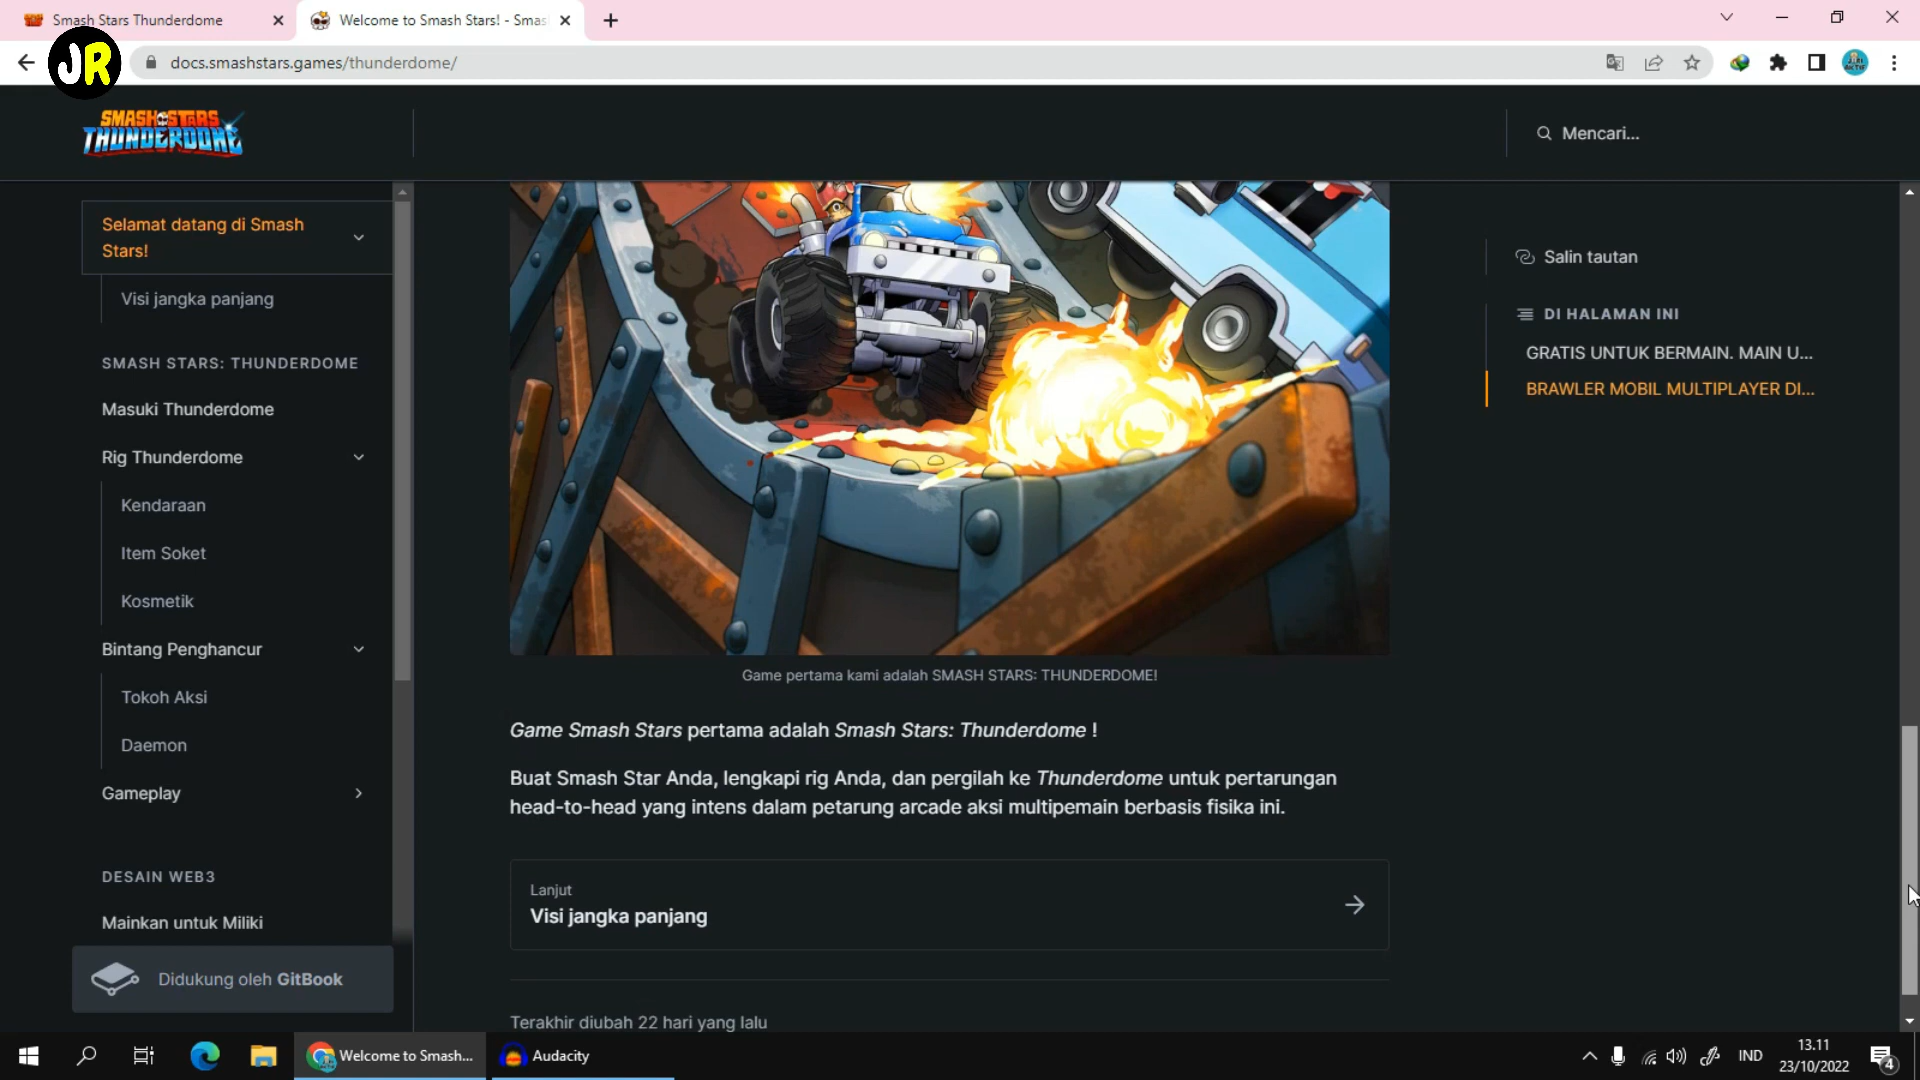 Smash Stars Thunderdome
Welcome to Smash Stars! - Smas
JR
docs.smashstars.games/thunderdome/
SMASH STARS
THUNDERDOME
Mencari...
Selamat datang di Smash
Stars!
Visi jangka panjang
SMASH STARS: THUNDERDOME
Masuki Thunderdome
Rig Thunderdome
Kendaraan
Item Soket
Kosmetik
Bintang Penghancur
Tokoh Aksi
Daemon
Gameplay
DESAIN WEB3
Mainkan untuk Miliki
Didukung oleh GitBook
Game pertama kami adalah SMASH STARS: THUNDERDOME!
Game Smash Stars pertama adalah Smash Stars: Thunderdome !
Buat Smash Star Anda, lengkapi rig Anda, dan pergilah ke Thunderdome untuk pertarungan
head-to-head yang intens dalam petarung arcade aksi multipemain berbasis fisika ini.
Lanjut
Visi jangka panjang
Terakhir diubah 22 hari yang lalu
Salin tautan
DI HALAMAN INI
GRATIS UNTUK BERMAIN. MAIN U...
BRAWLER MOBIL MULTIPLAYER DI...
Welcome to Smash...
Audacity
IND
13.11
23/10/2022
4